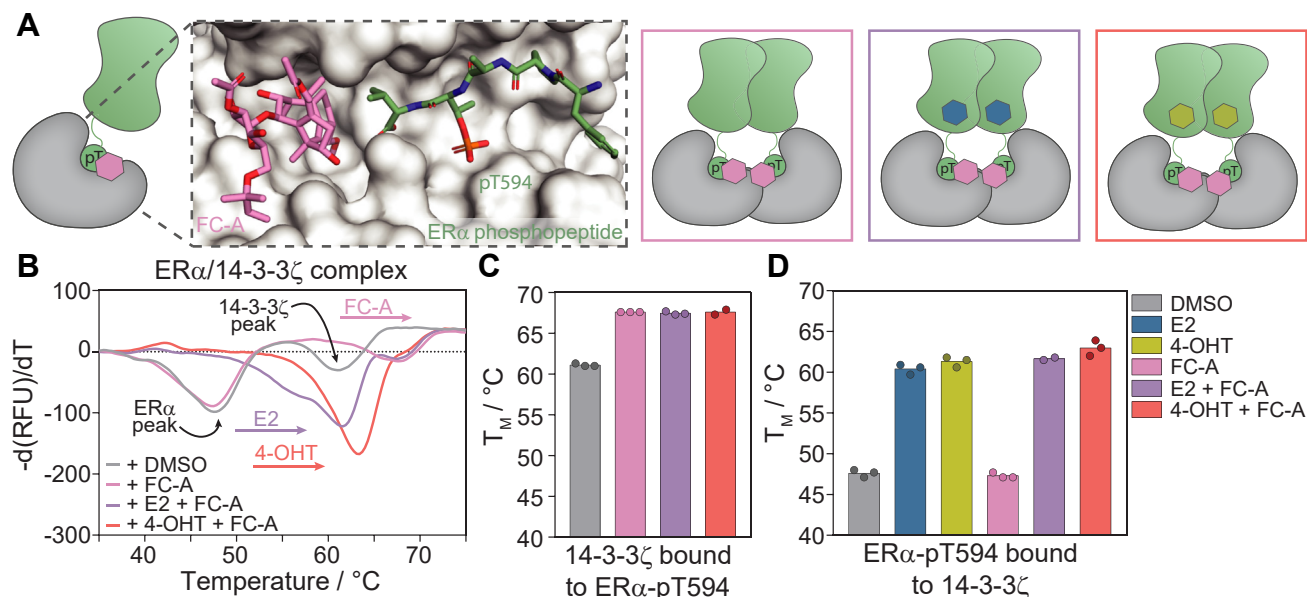 A
pT
FC-A
pT594
ERα phosphopeptide
pT
pT
pT
pT
pT
pT
B
ERα/14-3-3ζ complex
-d(RFU)/dT
100
0
-100
-200
-300
14-3-3ζ
peak
FC-A
ERα
peak
E2
4-OHT
+ DMSO
+ FC-A
+ E2 + FC-A
+ 4-OHT + FC-A
40
50
60
70
Temperature / °C
C
TM / °C
70
65
60
55
50
45
40
14-3-3ζ bound
to ERα-pT594
D
TM / °C
70
65
60
55
50
45
40
ERα-pT594 bound
to 14-3-3ζ
DMSO
E2
4-OHT
FC-A
E2 + FC-A
4-OHT + FC-A